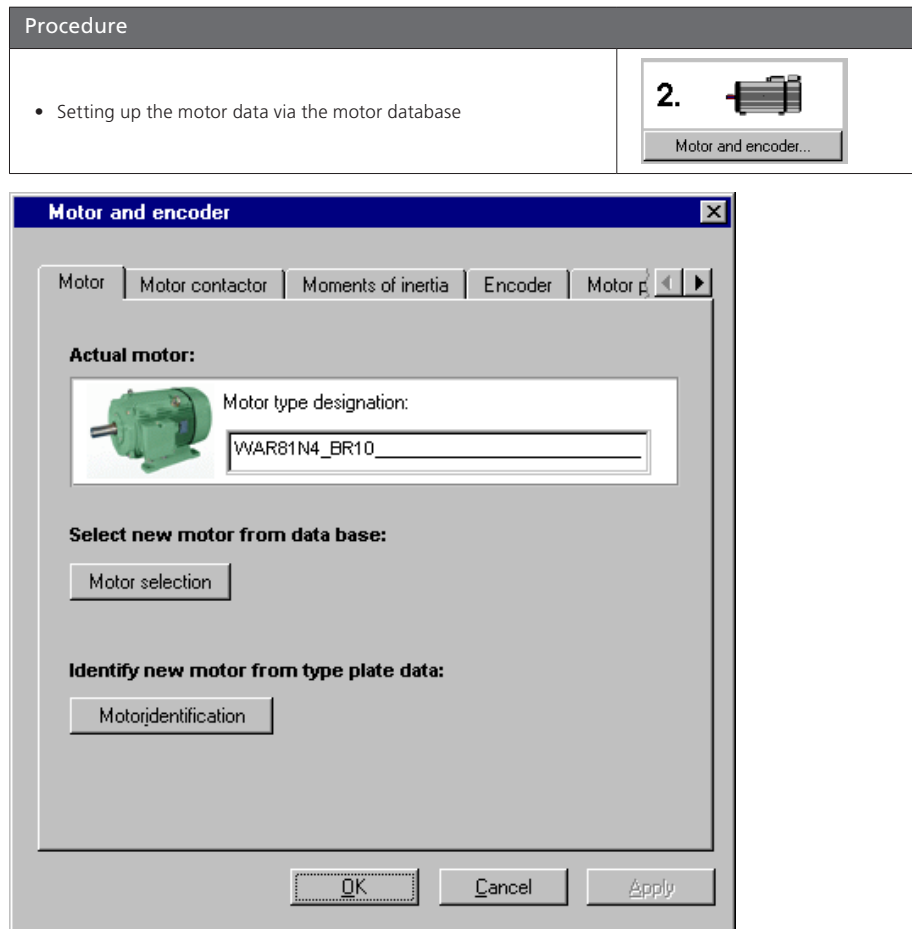 Procedure
• Setting up the motor data via the motor database
2.
Motor and encoder...
Motor and encoder
Motor
Motor contactor
Moments of inertia
Encoder
Motor p
Actual motor:
Motor type designation:
WAR81N4_BR10____________________
Select new motor from data base:
Motor selection
Identify new motor from type plate data:
Motoridentification
OK
Cancel
Apply